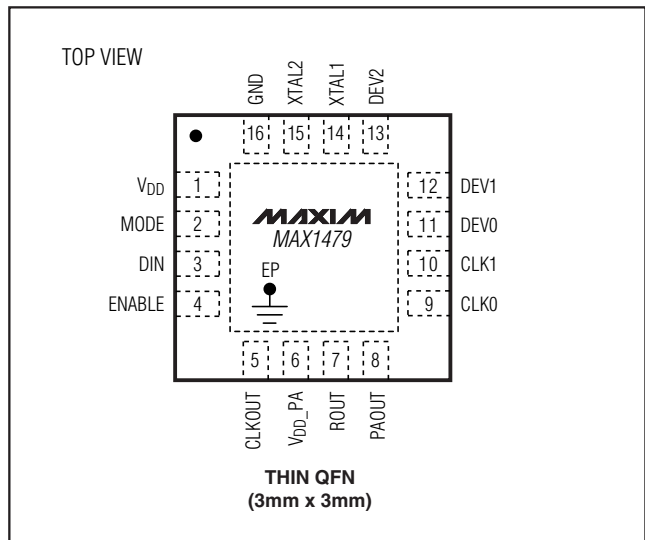 TOP VIEW
GND XTAL2 XTAL1 DEV2
16 15 14 13
VDD 1
MODE 2
DIN 3
ENABLE 4
12 DEV1
11 DEV0
10 CLK1
9 CLK0
MAXIM
MAX1479
EP
5 6 7 8
CLKOUT VDD_PA ROUT PAOUT
THIN QFN
(3mm x 3mm)